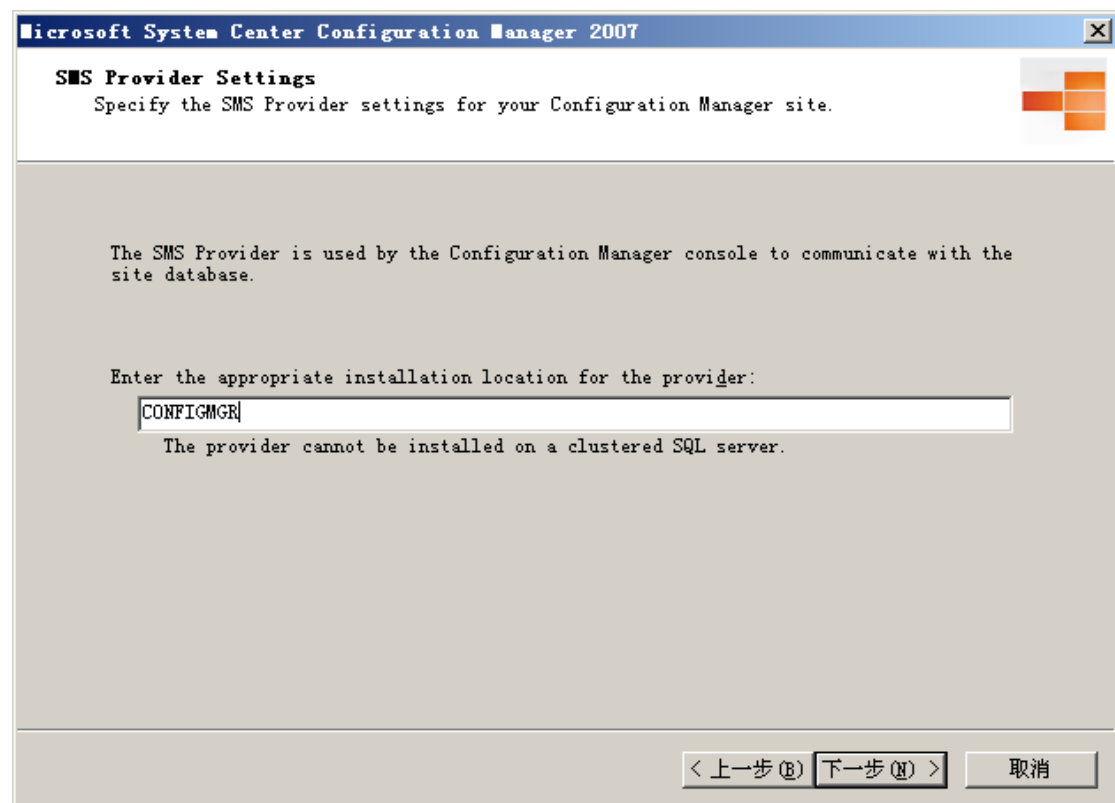 Microsoft System Center Configuration Manager 2007
SMS Provider Settings
Specify the SMS Provider settings for your Configuration Manager site.
The SMS Provider is used by the Configuration Manager console to communicate with the
site database.
Enter the appropriate installation location for the provider:
CONFIGMGR
The provider cannot be installed on a clustered SQL server.
< 上一步(B) 下一步(N) > 取消